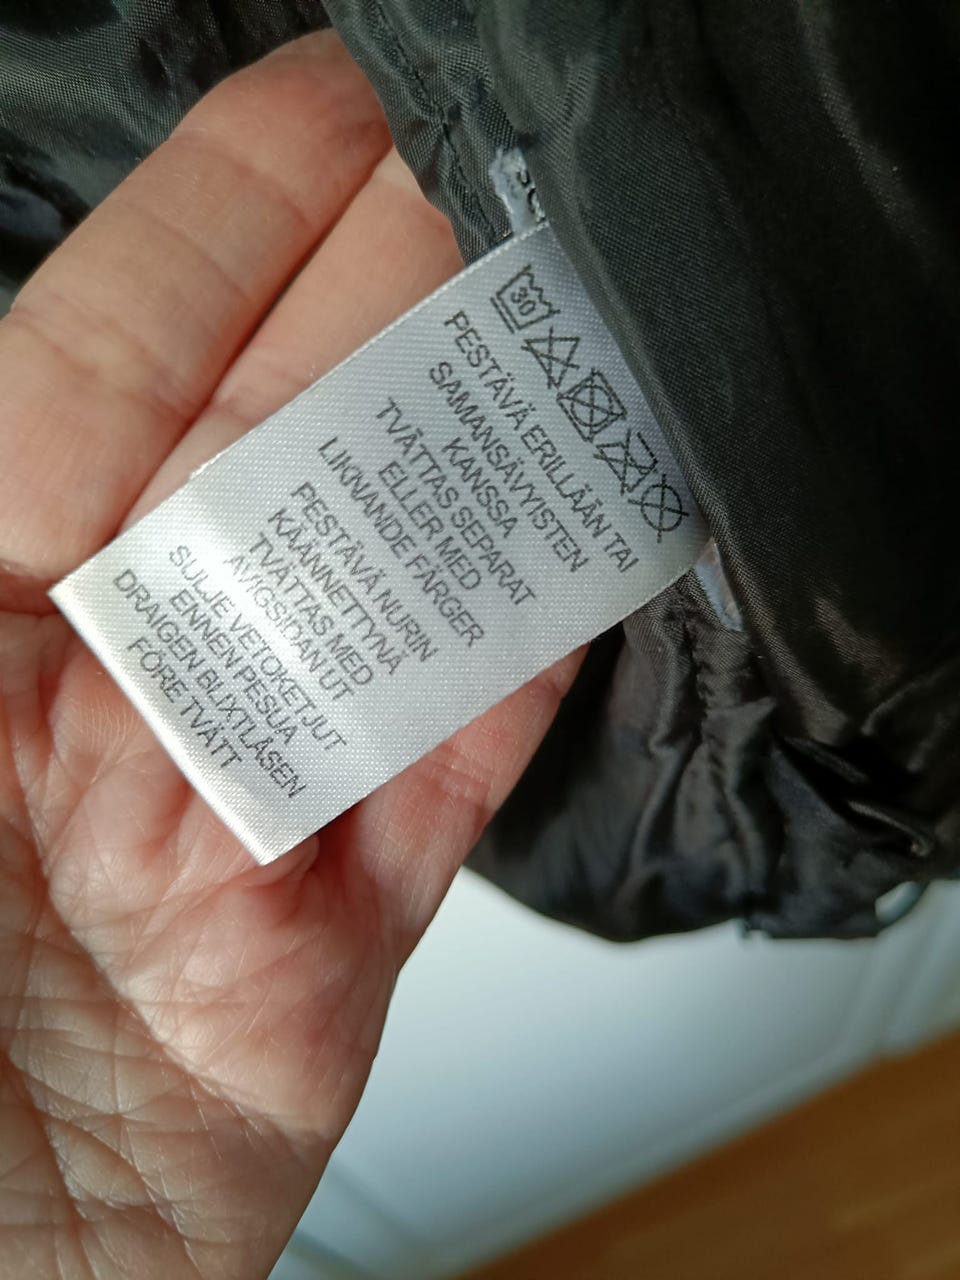 30
PESTÄVÄ ERILLÄÄN TAI
SAMANSÄVYISTEN
KANSSA
TVÄTTAS SEPARAT
ELLER MED
LIKNANDE FÄRGER
PESTÄVÄ NURIN
KÄÄNNETTYNÄ
TVÄTTAS MED
AVIGSIDAN UT
SULJE VETOKETJUT
ENNEN PESUA
DRAIGEN BLIXTLÅSEN
FÖRE TVÄTT